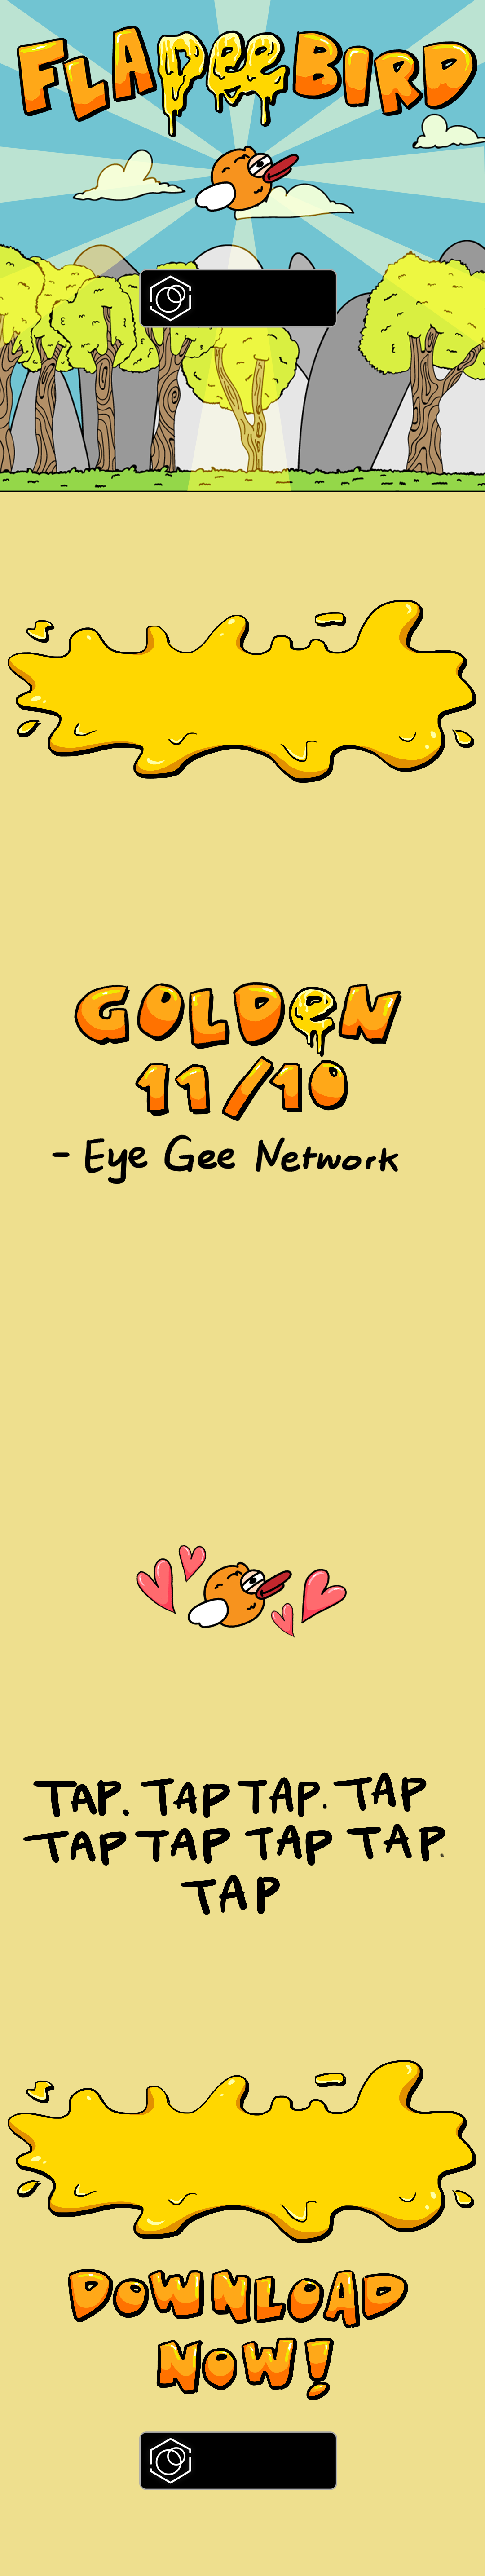 FLAPEEBIRD
GOLDEN
11/10
- Eye Gee Network
TAP. TAP TAP. TAP
TAP TAP TAP TAP.
TAP
DOWNLOAD
NOW!